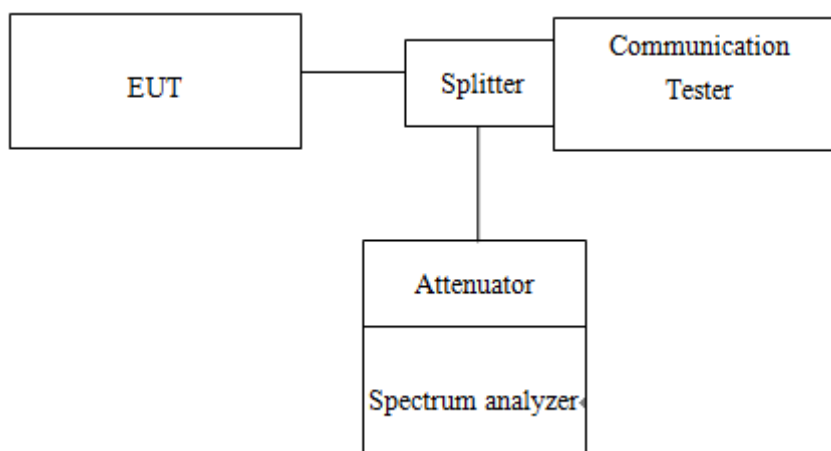 EUT
Splitter
Communication
Tester
Attenuator
Spectrum analyzer